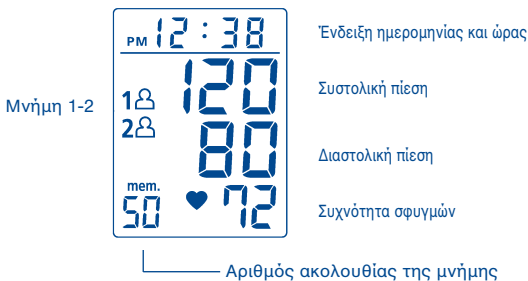 PM 12:38
Ένδειξη ημερομηνίας και ώρας
120
Συστολική πίεση
Μνήμη 1-2
1
2
80
Διαστολική πίεση
mem.
50
72
Συχνότητα σφυγμών
Αριθμός ακολουθίας της μνήμης